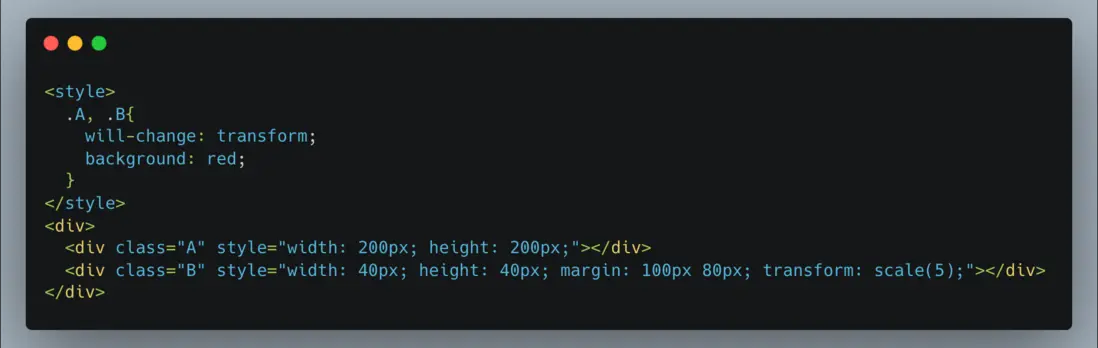 <style>
.A, .B{
will-change: transform;
background: red;
}
</style>
<div>
<div class="A" style="width: 200px; height: 200px;"></div>
<div class="B" style="width: 40px; height: 40px; margin: 100px 80px; transform: scale(5);"></div>
</div>